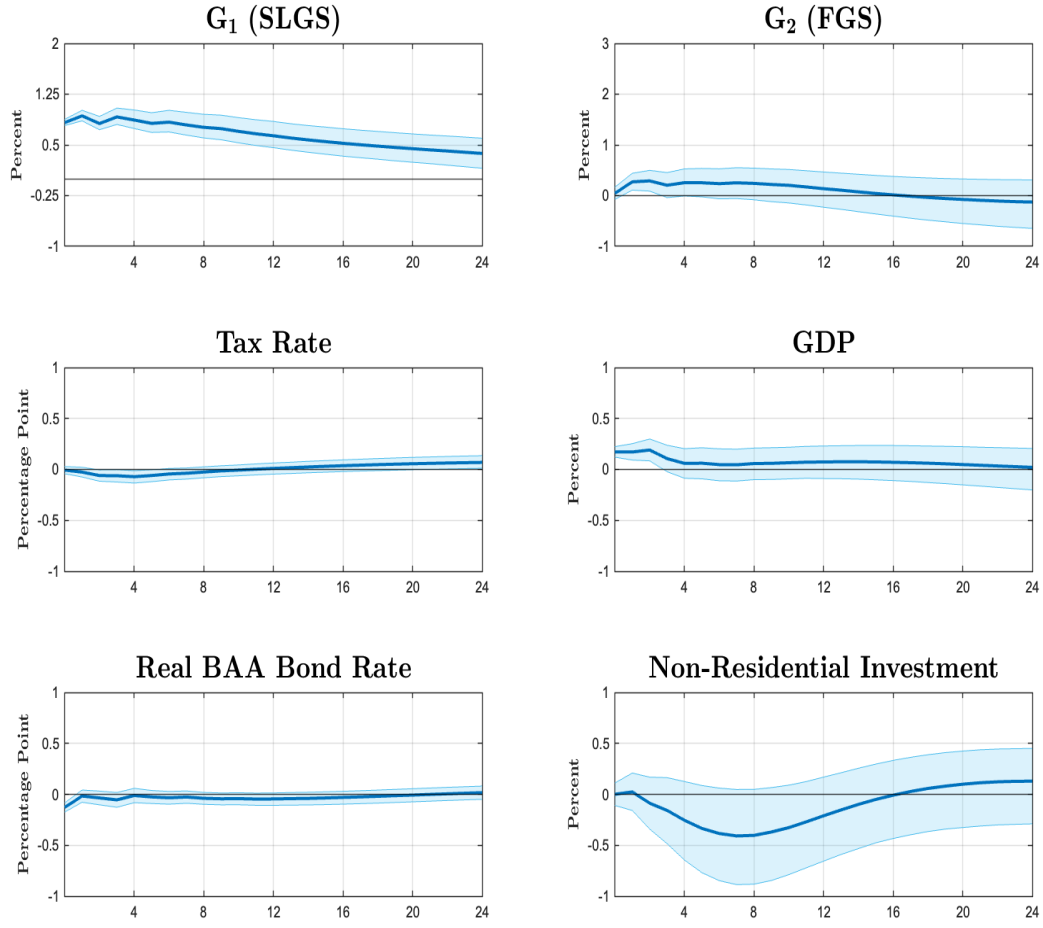 G₁ (SLGS)
Percent
2
1.25
0.5
-0.25
-1
4 8 12 16 20 24
G₂ (FGS)
Percent
3
2
1
0
-1
4 8 12 16 20 24
Tax Rate
Percentage Point
1
0.5
0
-0.5
-1
4 8 12 16 20 24
GDP
Percent
1
0.5
0
-0.5
-1
4 8 12 16 20 24
Real BAA Bond Rate
Percentage Point
1
0.5
0
-0.5
-1
4 8 12 16 20 24
Non-Residential Investment
Percent
1
0.5
0
-0.5
-1
4 8 12 16 20 24